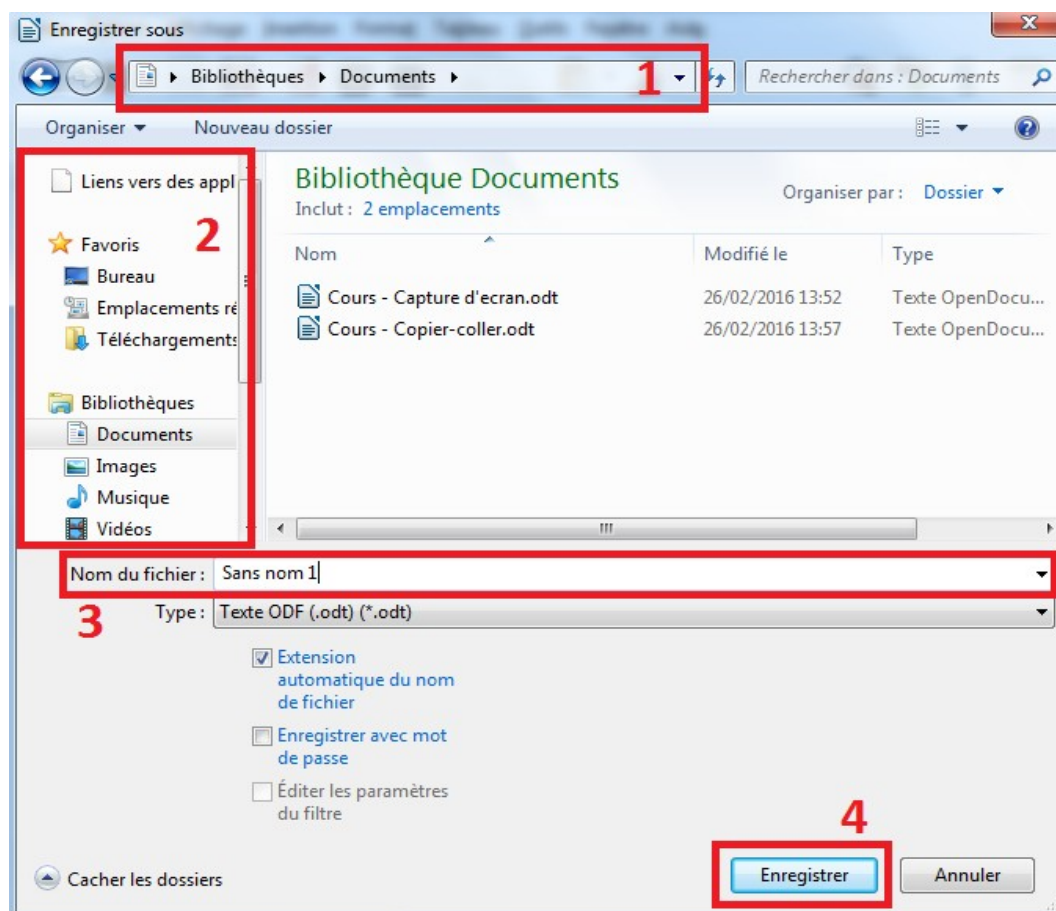 Enregistrer sous
Bibliothèques Documents 1 Rechercher dans : Documents
Organiser Nouveau dossier
Liens vers des appl
2
Favoris
Bureau
Emplacements ré
Téléchargements
Bibliothèques
Documents
Images
Musique
Vidéos
Bibliothèque Documents
Inclut : 2 emplacements
Organiser par : Dossier
Nom Modifié le Type
Cours - Capture d'ecran.odt 26/02/2016 13:52 Texte OpenDocu...
Cours - Copier-coller.odt 26/02/2016 13:57 Texte OpenDocu...
Nom du fichier : Sans nom 1
3
Type : Texte ODF (.odt) (*.odt)
Extension
automatique du nom
de fichier
Enregistrer avec mot
de passe
Éditer les paramètres
du filtre
4
Cacher les dossiers Enregistrer Annuler